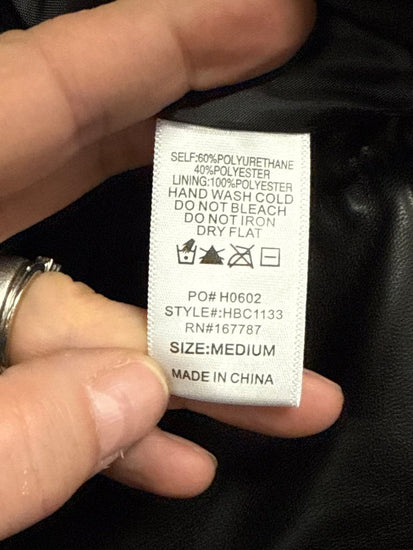 SELF:60%POLYURETHANE
40%POLYESTER
LINING:100%POLYESTER
HAND WASH COLD
DO NOT BLEACH
DO NOT IRON
DRY FLAT
PO# H0602
STYLE#:HBC1133
RN#167787
SIZE:MEDIUM
MADE IN CHINA